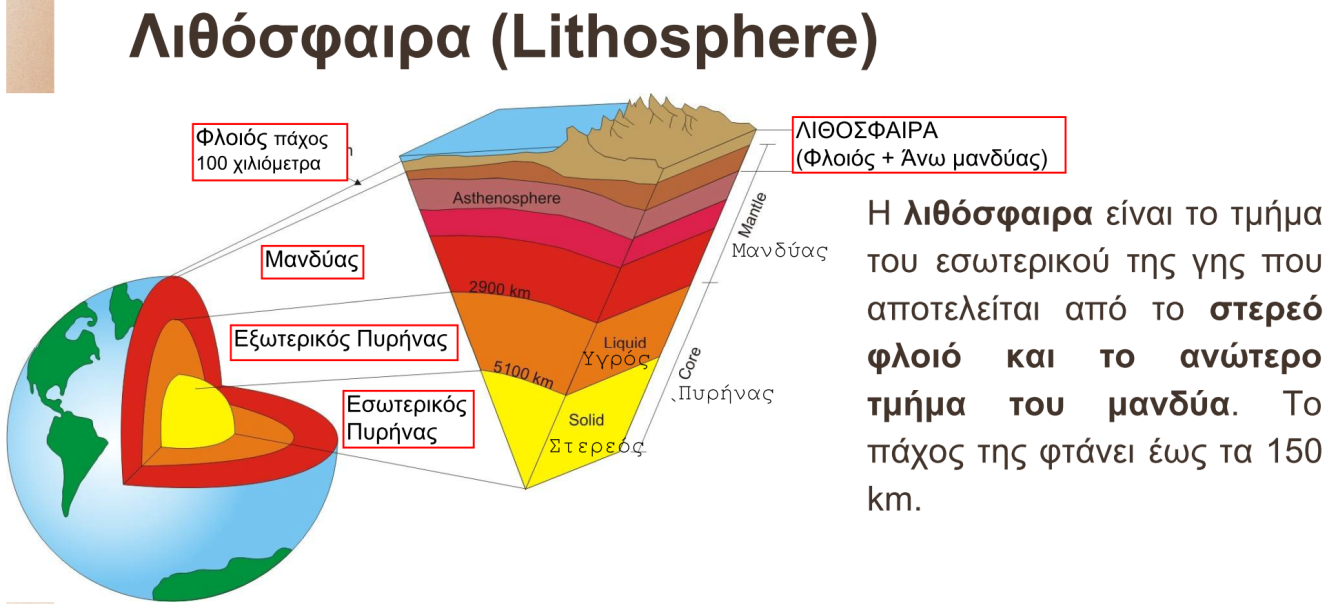 Λιθόσφαιρα (Lithosphere)
Φλοιός πάχος
100 χιλιόμετρα
ΛΙΘΟΣΦΑΙΡΑ
(Φλοιός + Άνω μανδύας)
Asthenosphere
Mantle
Μανδύας
Μανδύας
2900 km
Εξωτερικός Πυρήνας
Liquid
Υγρός
5100 km
Core
Πυρήνας
Εσωτερικός
Πυρήνας
Solid
Στερεός
Η λιθόσφαιρα είναι το τμήμα
του εσωτερικού της γης που
αποτελείται από το στερεό
φλοιό και το ανώτερο
τμήμα του μανδύα. Το
πάχος της φτάνει έως τα 150
km.